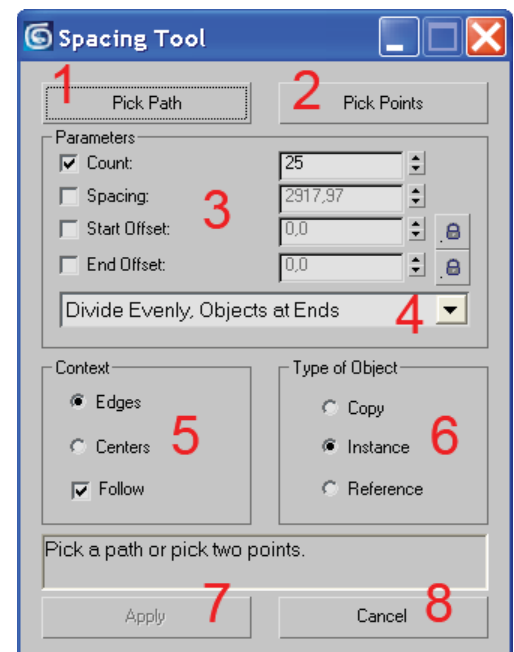 Spacing Tool
1 Pick Path 2 Pick Points
Parameters
Count: 25
Spacing: 2917,97
3
Start Offset: 0,0
End Offset: 0,0
Divide Evenly, Objects at Ends 4
Context
Edges
Centers 5
Follow
Type of Object
Copy
Instance 6
Reference
Pick a path or pick two points.
Apply 7 Cancel 8